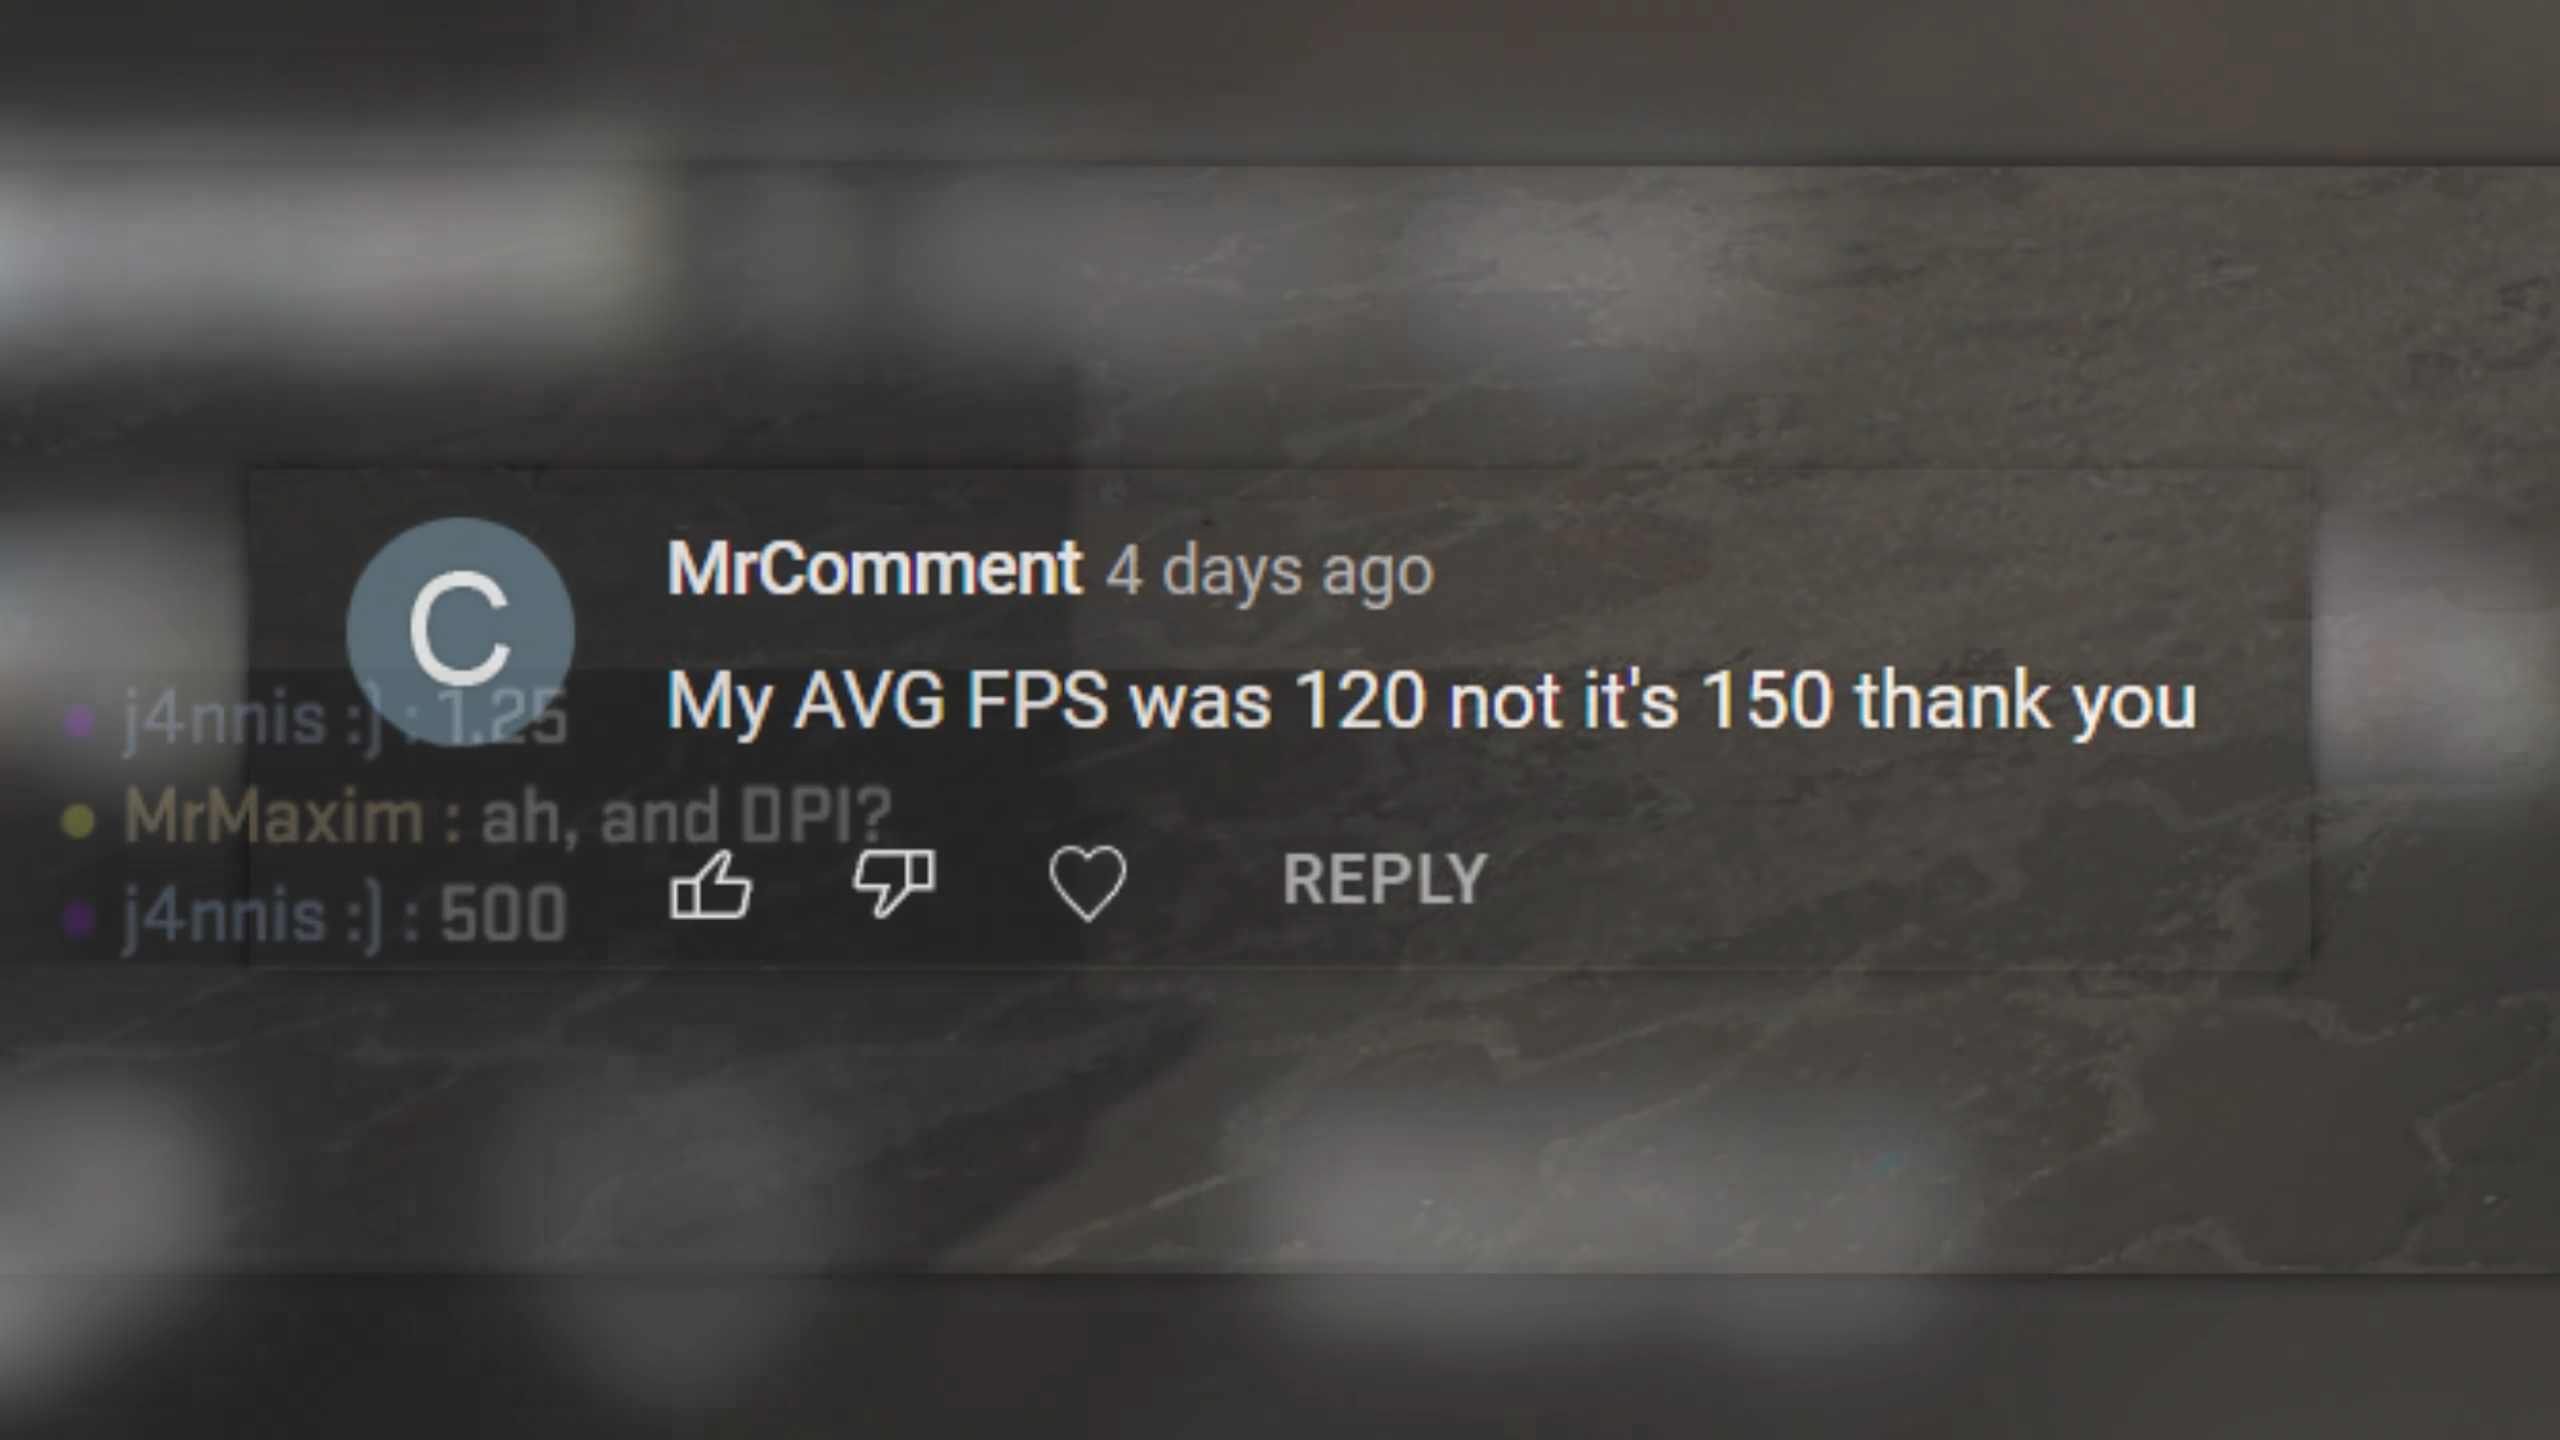 C
MrComment 4 days ago
My AVG FPS was 120 not it's 150 thank you
REPLY
j4nnis :) : 1.25
MrMaxim : ah, and DPI?
j4nnis :) : 500